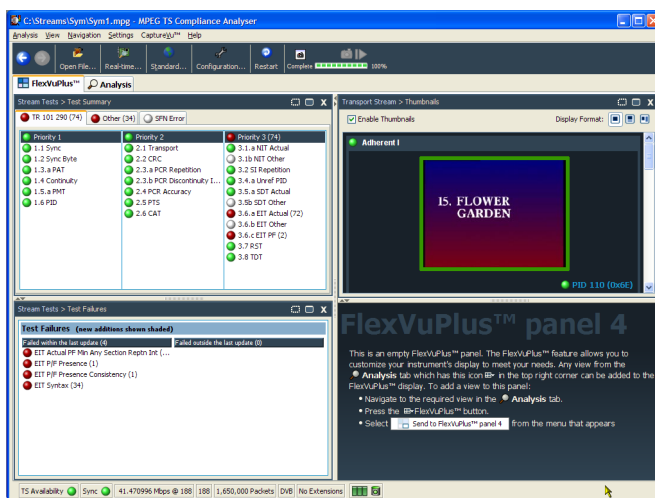 C:\Streams\Sym\Sym1.mpg - MPEG TS Compliance Analyser
Analysis View Navigation Settings CaptureVu™ Help
Open File... Real-time... Standard... Configuration... Restart Complete 100%
FlexVuPlus™ Analysis
Stream Tests > Test Summary
TR 101 290 (74) Other (34) SFN Error
Priority 1
1.1 Sync
1.2 Sync Byte
1.3.a PAT
1.4 Continuity
1.5.a PMT
1.6 PID
Priority 2
2.1 Transport
2.2 CRC
2.3.a PCR Repetition
2.3.b PCR Discontinuity I...
2.4 PCR Accuracy
2.5 PTS
2.6 CAT
Priority 3 (74)
3.1.a NIT Actual
3.1b NIT Other
3.2 SI Repetition
3.4.a Unref PID
3.5.a SDT Actual
3.5b SDT Other
3.6.a EIT Actual (72)
3.6.b EIT Other
3.6.c EIT PF (2)
3.7 RST
3.8 TDT
Transport Stream > Thumbnails
Enable Thumbnails Display Format:
Adherent I
15. FLOWER
GARDEN
PID 110 (0x6E)
Stream Tests > Test Failures
Test Failures (new additions shown shaded)
Failed within the last update (4) Failed outside the last update (0)
EIT Actual PF Min Any Section Reptn Int (...
EIT P/F Presence (1)
EIT P/F Presence Consistency (1)
EIT Syntax (34)
FlexVuPlus™ panel 4
This is an empty FlexVuPlus™ panel. The FlexVuPlus™ feature allows you to
customize your instrument's display to meet your needs. Any view from the
Analysis tab which has this icon in the top right corner can be added to the
FlexVuPlus™ display. To add a view to this panel:
• Navigate to the required view in the Analysis tab.
• Press the FlexVuPlus™ button.
• Select Send to FlexVuPlus™ panel 4 from the menu that appears
TS Availability Sync 41.470996 Mbps @ 188 188 1,650,000 Packets DVB No Extensions